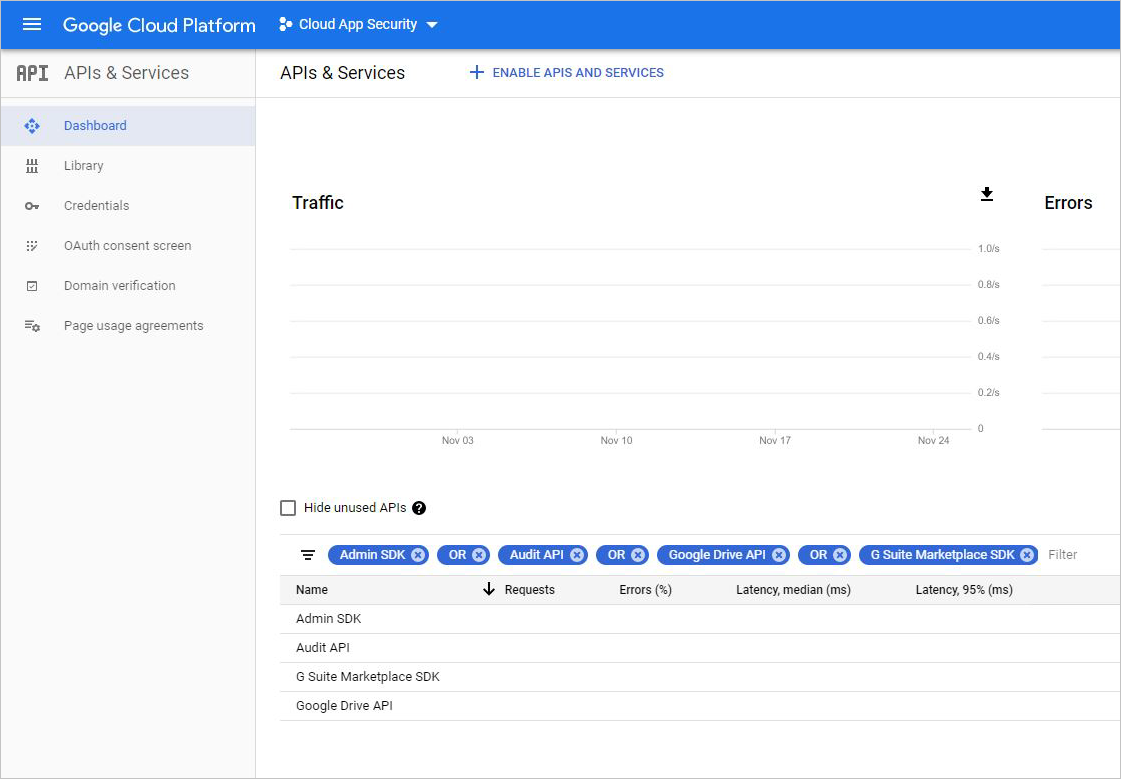 Google Cloud Platform Cloud App Security
API APIs & Services
APIs & Services ENABLE APIS AND SERVICES
Dashboard
Library
Credentials
OAuth consent screen
Domain verification
Page usage agreements
Traffic
Errors
1.0/s
0.8/s
0.6/s
0.4/s
0.2/s
0
Nov 03 Nov 10 Nov 17 Nov 24
Hide unused APIs ?
Admin SDK OR Audit API OR Google Drive API OR G Suite Marketplace SDK Filter
Name Requests Errors (%) Latency, median (ms) Latency, 95% (ms)
Admin SDK
Audit API
G Suite Marketplace SDK
Google Drive API